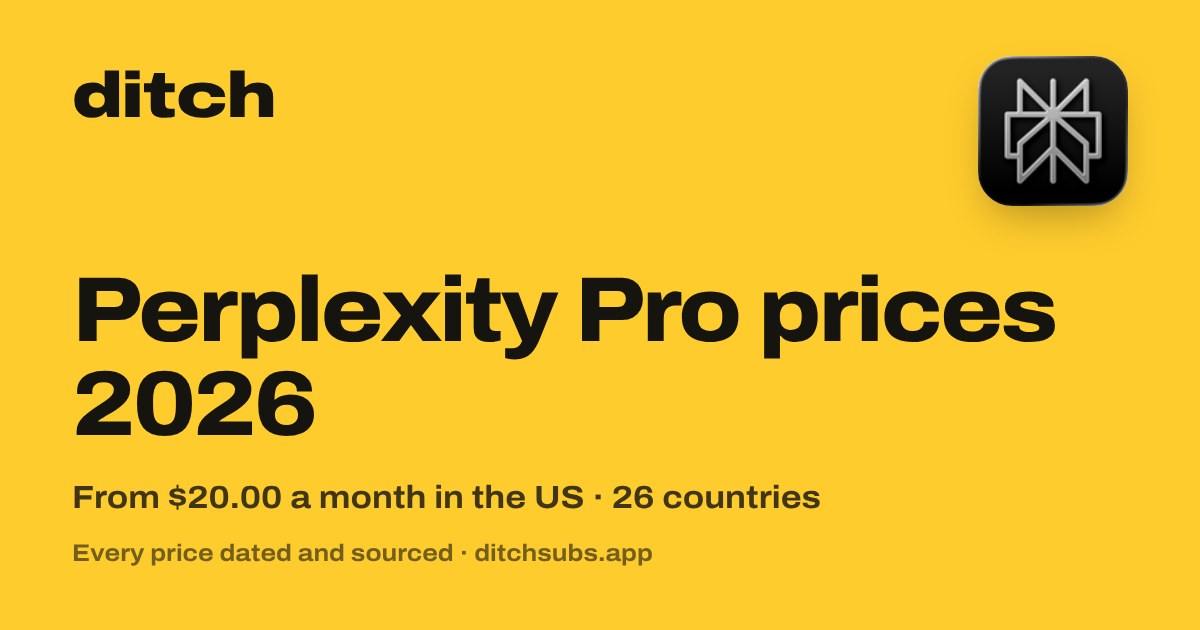 ditch
Perplexity Pro prices
2026
From $20.00 a month in the US · 26 countries
Every price dated and sourced · ditchsubs.app